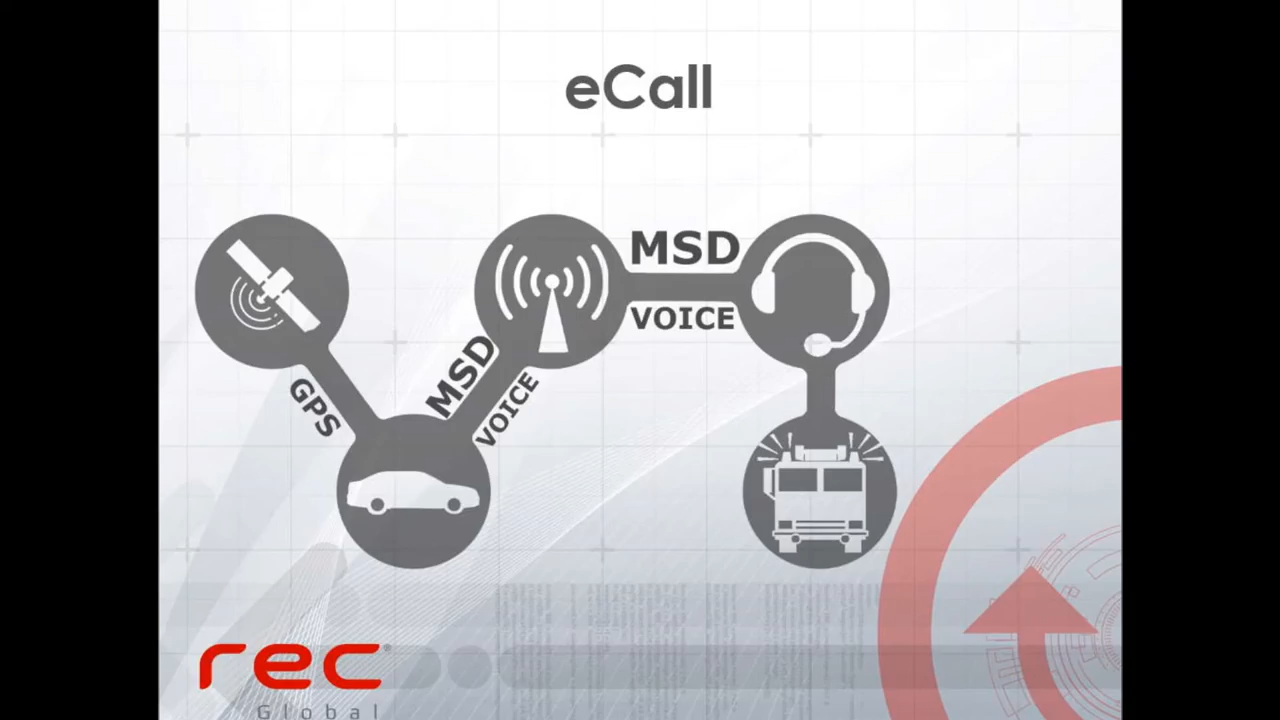 eCall
GPS
MSD
VOICE
MSD
VOICE
rec
Global